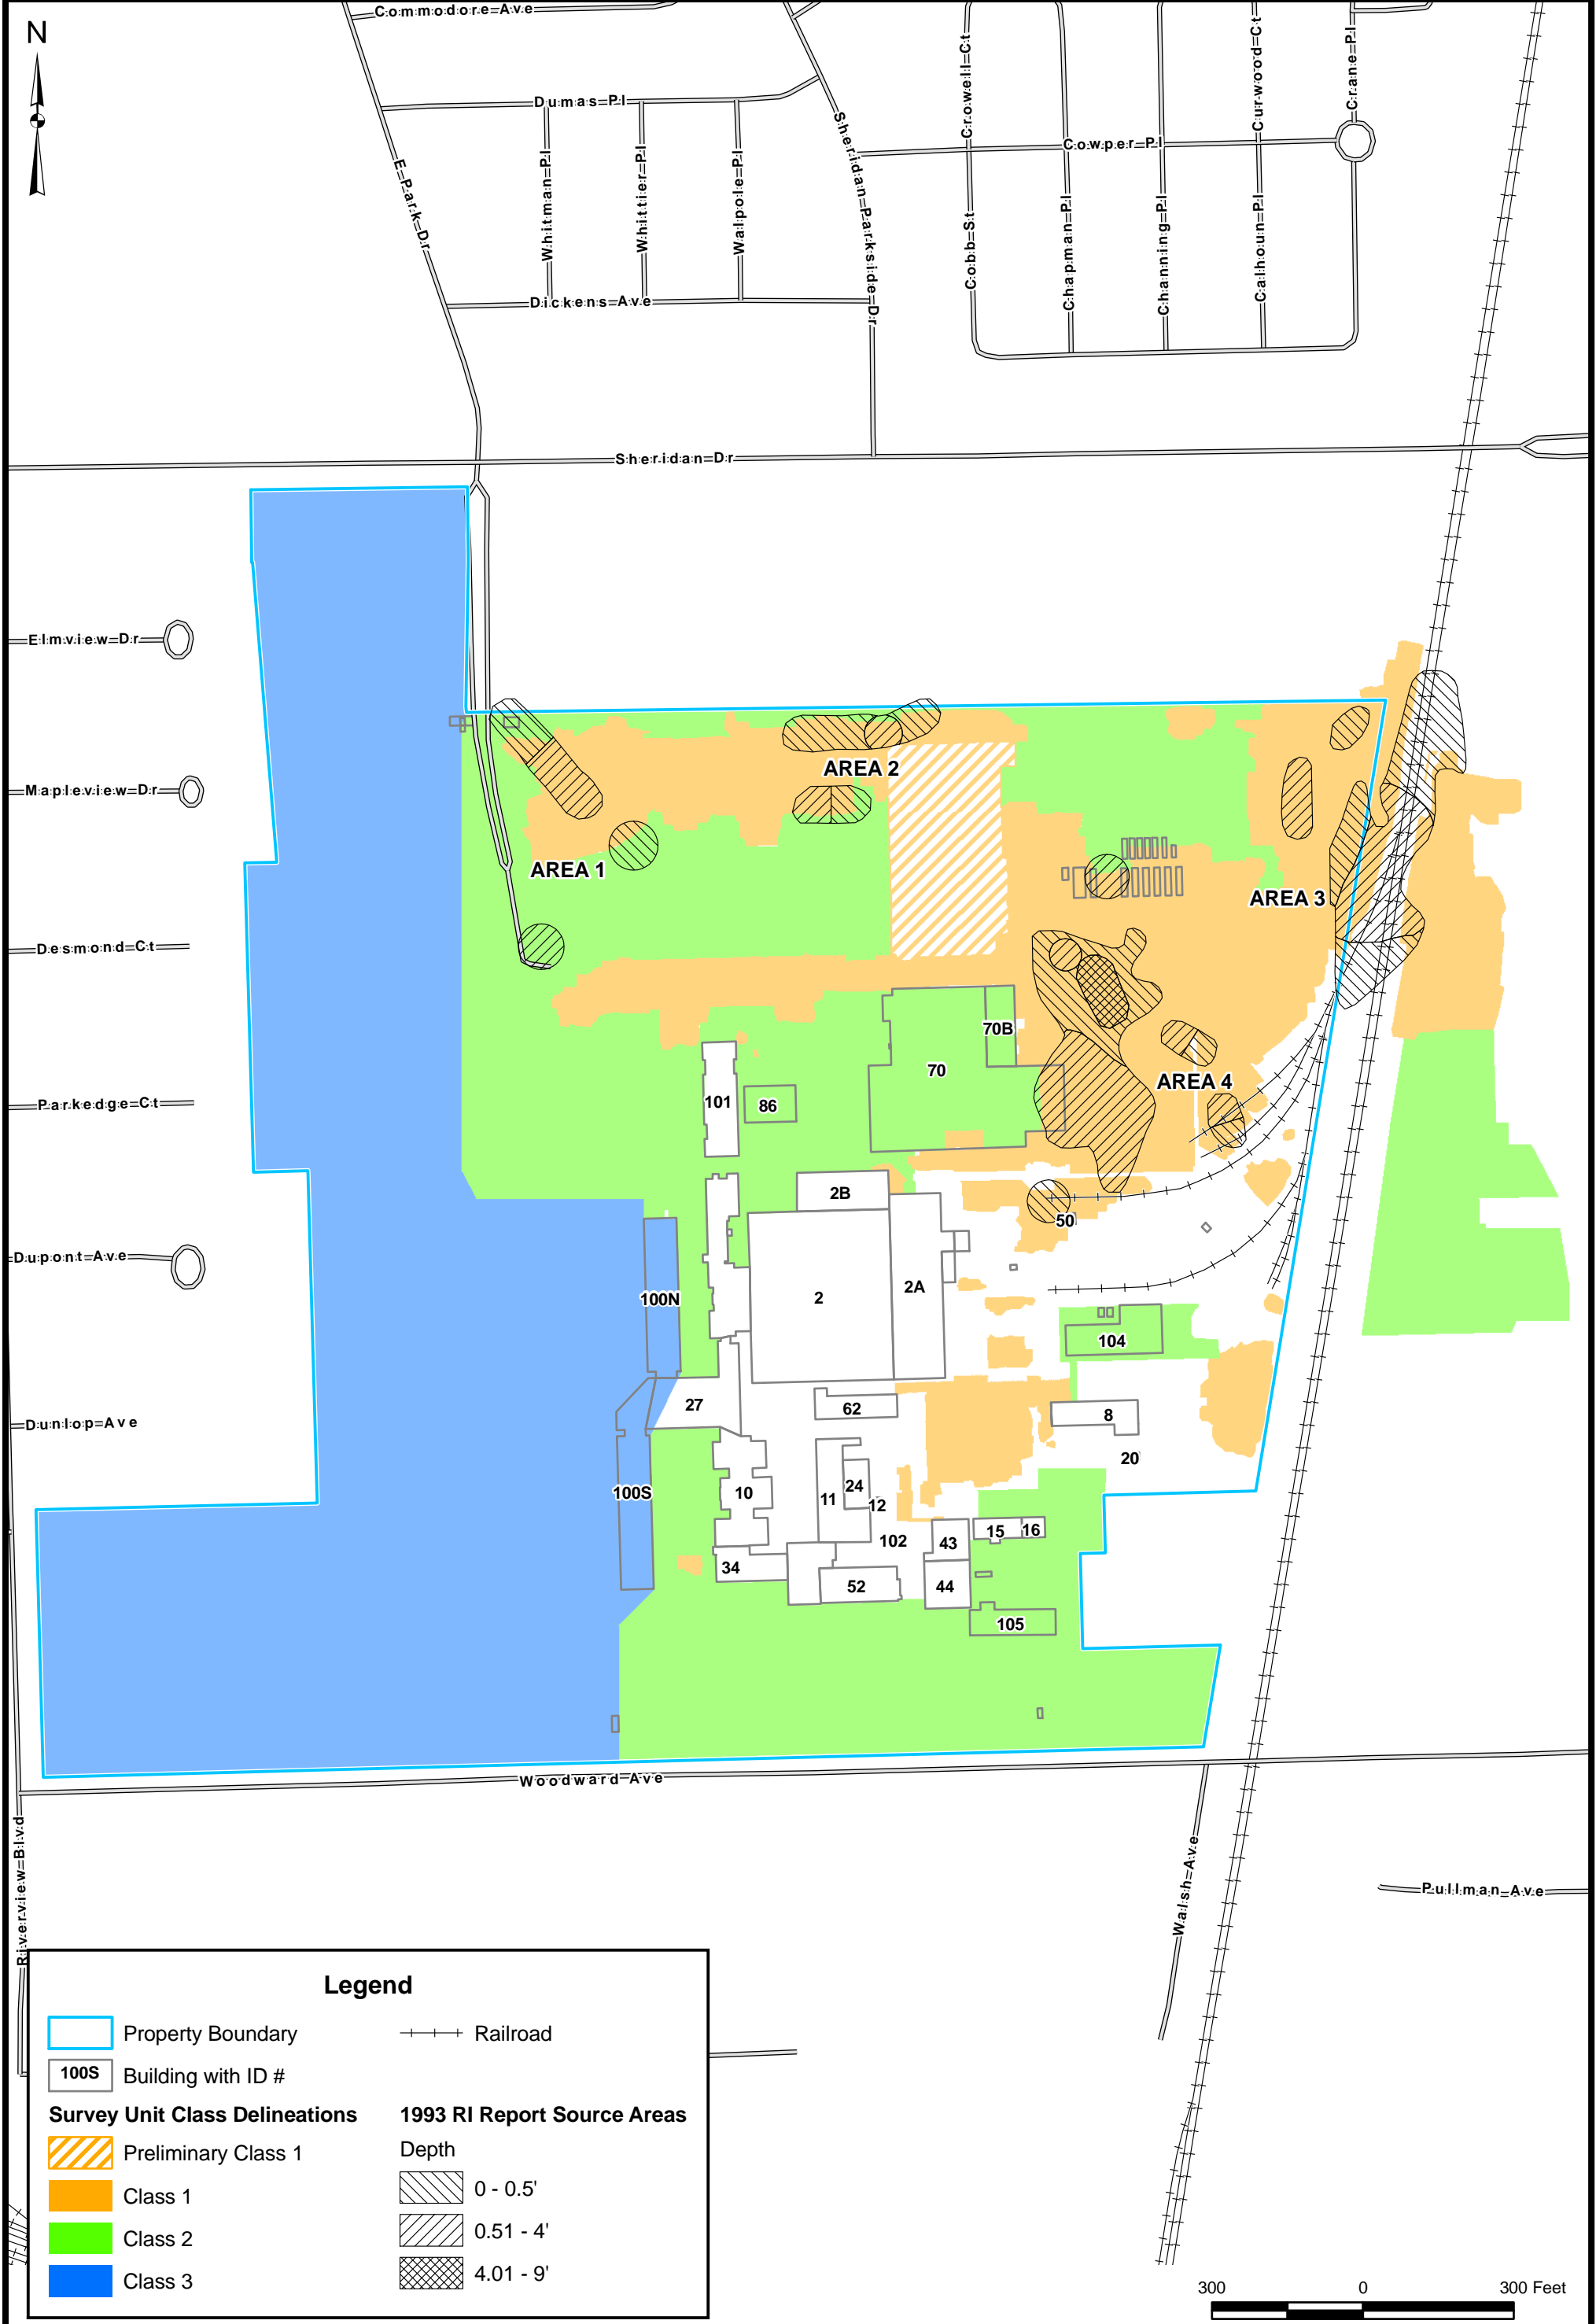 Commodore Ave
N
Dumas Pl
E Park Dr
Whitman Pl
Whittier Pl
Walpole Pl
Sheridan Parkside Dr
Crowell Ct
Curwood Ct
Crane Pl
Cowper Pl
Cobb St
Chapman Pl
Channing Pl
Calhoun Pl
Dickens Ave
Sheridan Dr
Elmview Dr
Mapleview Dr
AREA 2
AREA 1
AREA 3
Desmond Ct
70B
70
AREA 4
Parkedge Ct
101
86
2B
50
Dupont Ave
100N
2
2A
104
27
62
8
Dunlop Ave
20
100S
10
11
24
12
102
43
15
16
34
52
44
105
Woodward Ave
Riverview Blvd
Walsh Ave
Pullman Ave
Legend
Property Boundary
Railroad
100S
Building with ID #
Survey Unit Class Delineations
1993 RI Report Source Areas
Preliminary Class 1
Depth
Class 1
0 - 0.5'
Class 2
0.51 - 4'
Class 3
4.01 - 9'
300 0 300 Feet